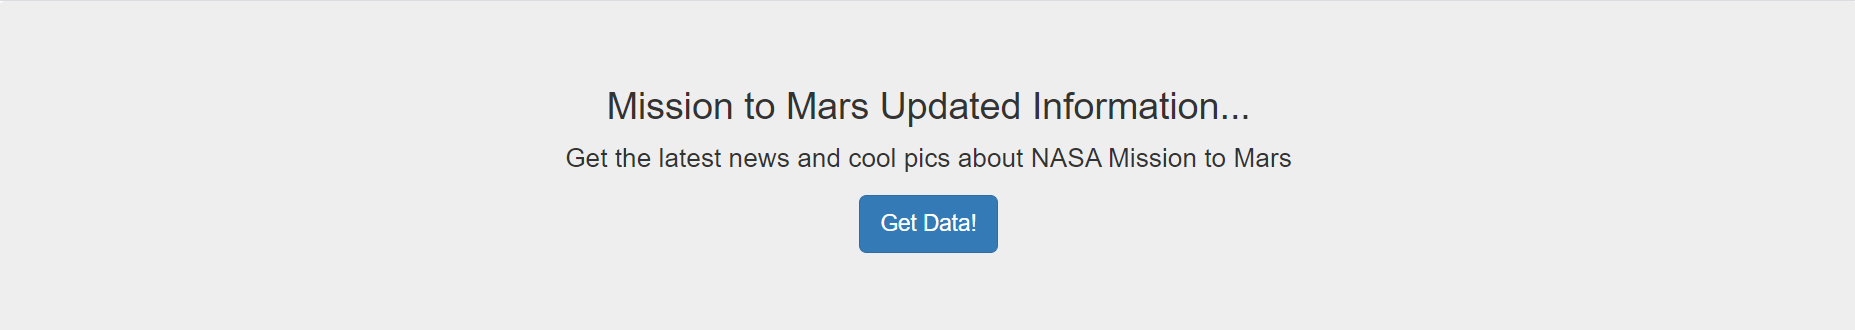 Mission to Mars Updated Information...
Get the latest news and cool pics about NASA Mission to Mars
Get Data!